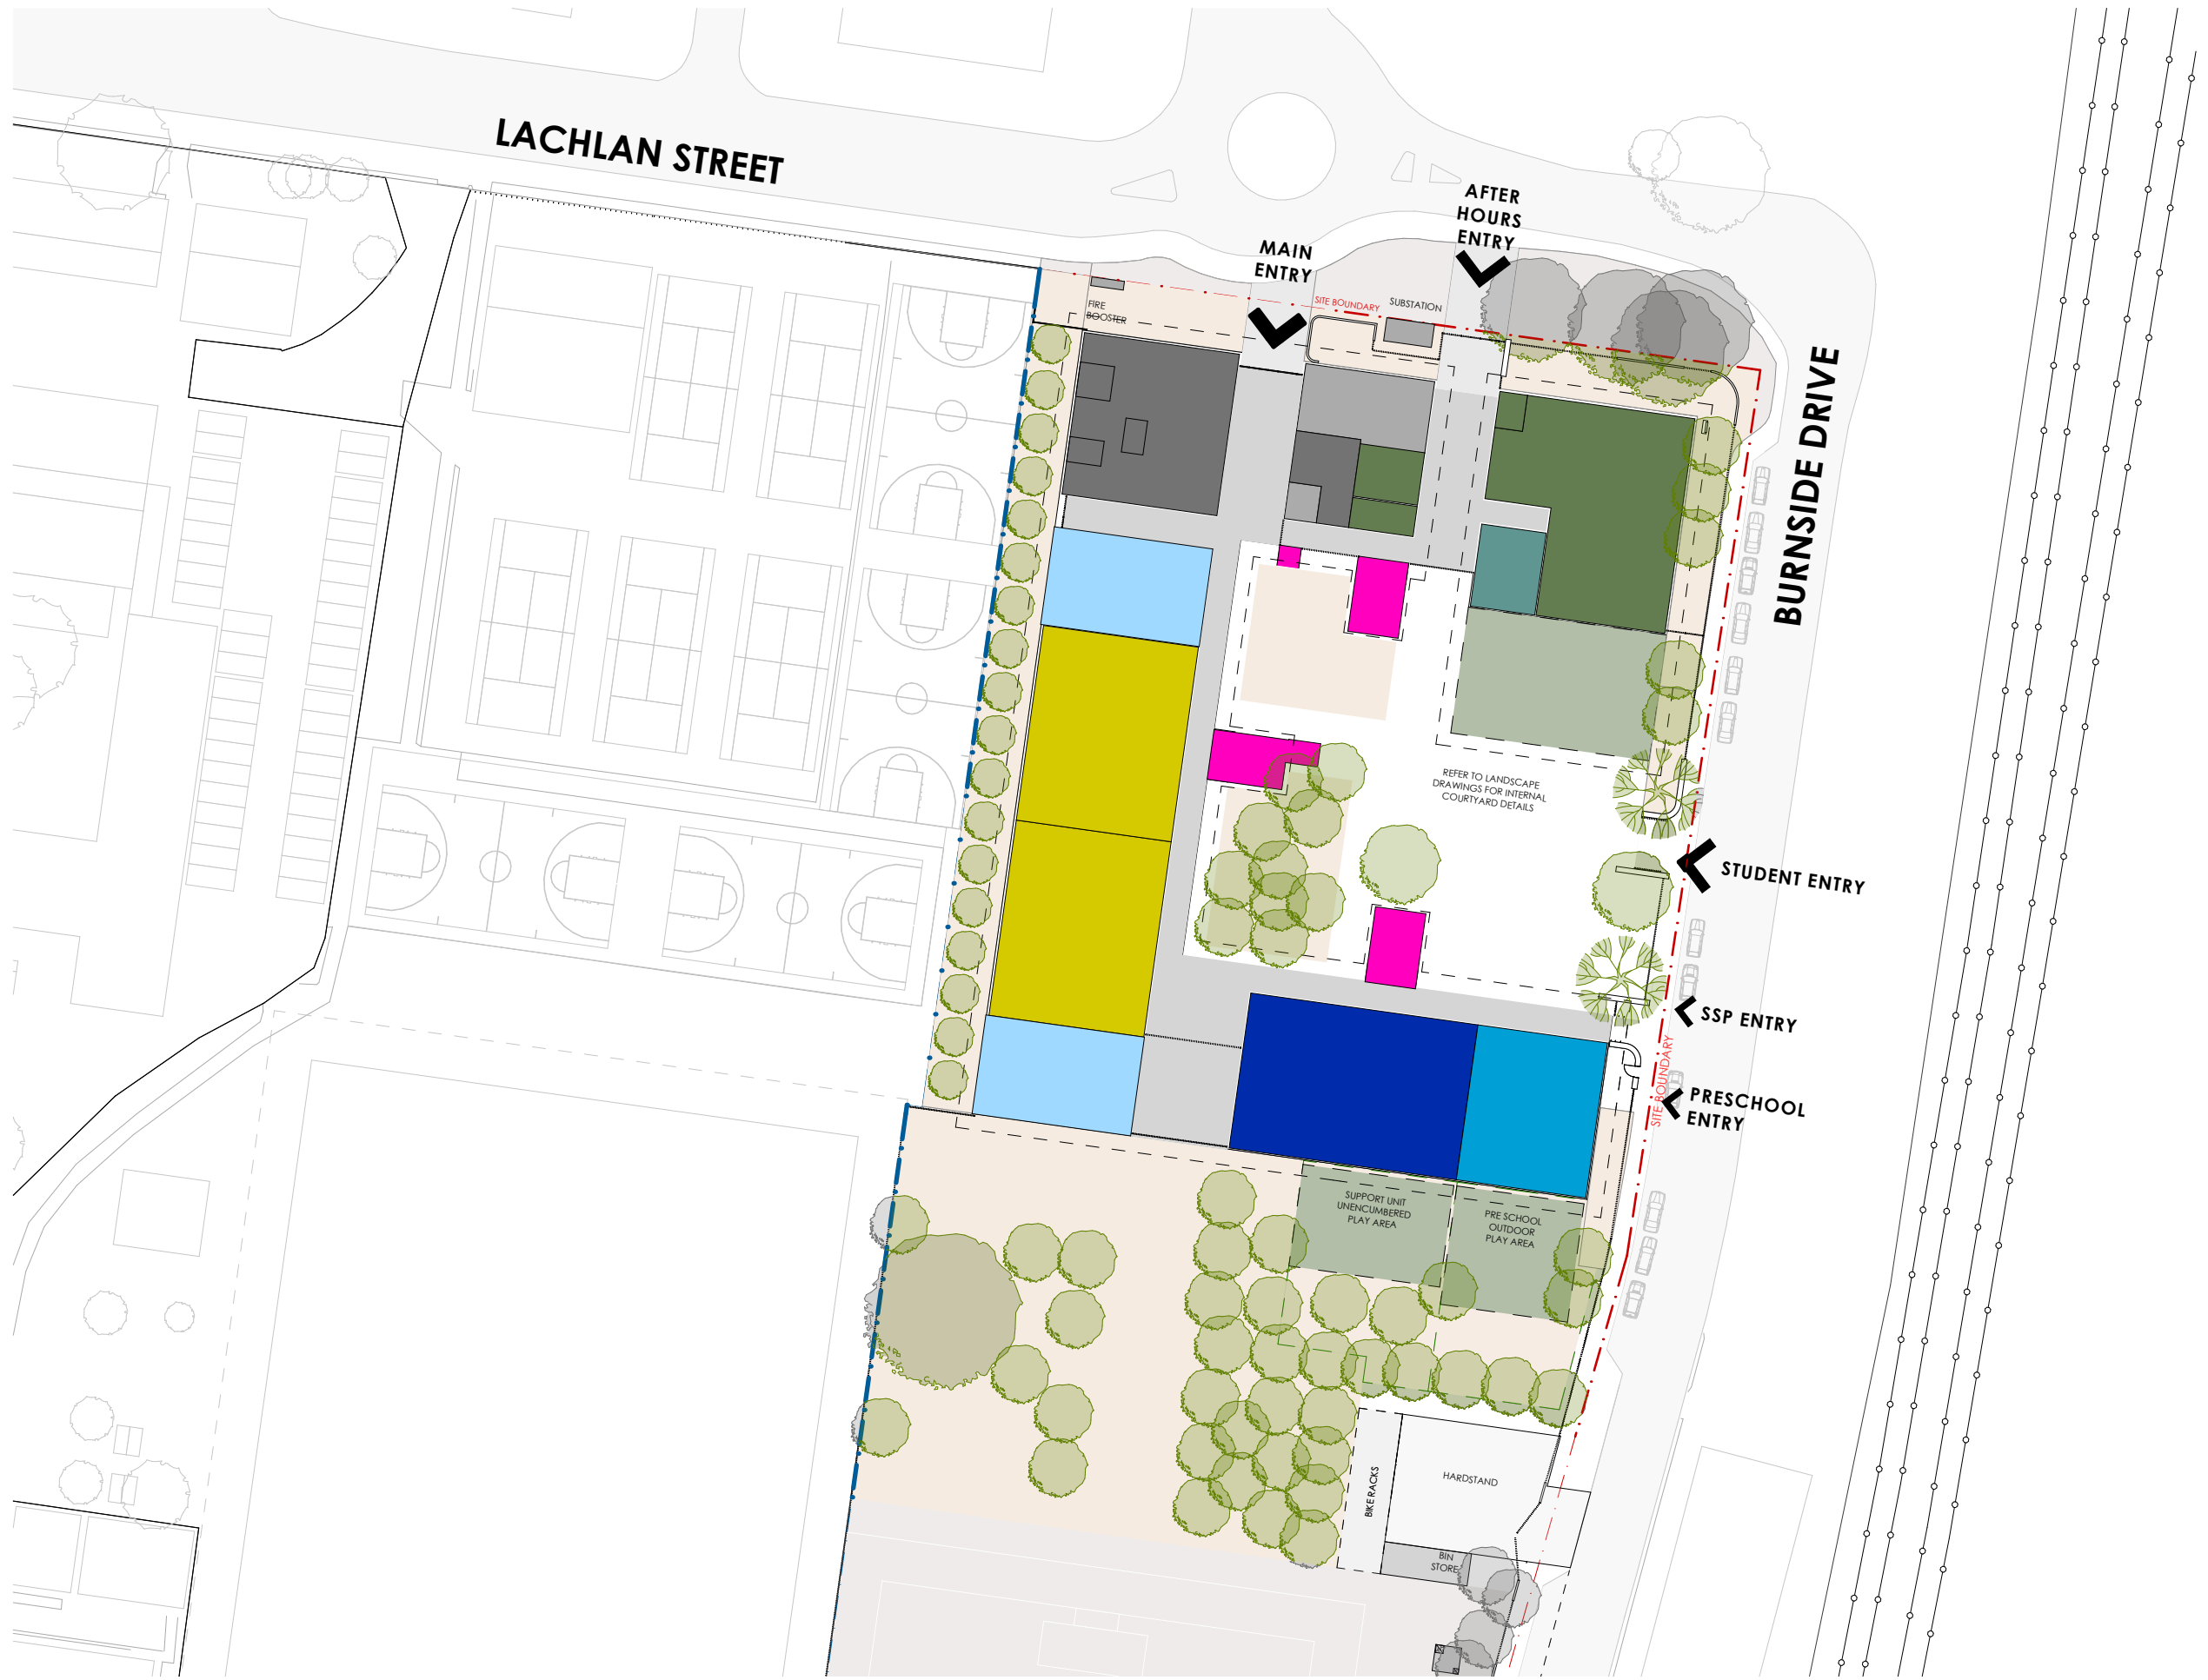 LACHLAN STREET
MAIN
ENTRY
AFTER
HOURS
ENTRY
FIRE
BOOSTER
SITE BOUNDARY
SUBSTATION
BURNSIDE DRIVE
REFER TO LANDSCAPE
DRAWINGS FOR INTERNAL
COURTYARD DETAILS
STUDENT ENTRY
SSP ENTRY
SITE BOUNDARY
PRESCHOOL
ENTRY
SUPPORT UNIT
UNENCUMBERED
PLAY AREA
PRE SCHOOL
OUTDOOR
PLAY AREA
BIKE RACKS
HARDSTAND
BIN
STORE